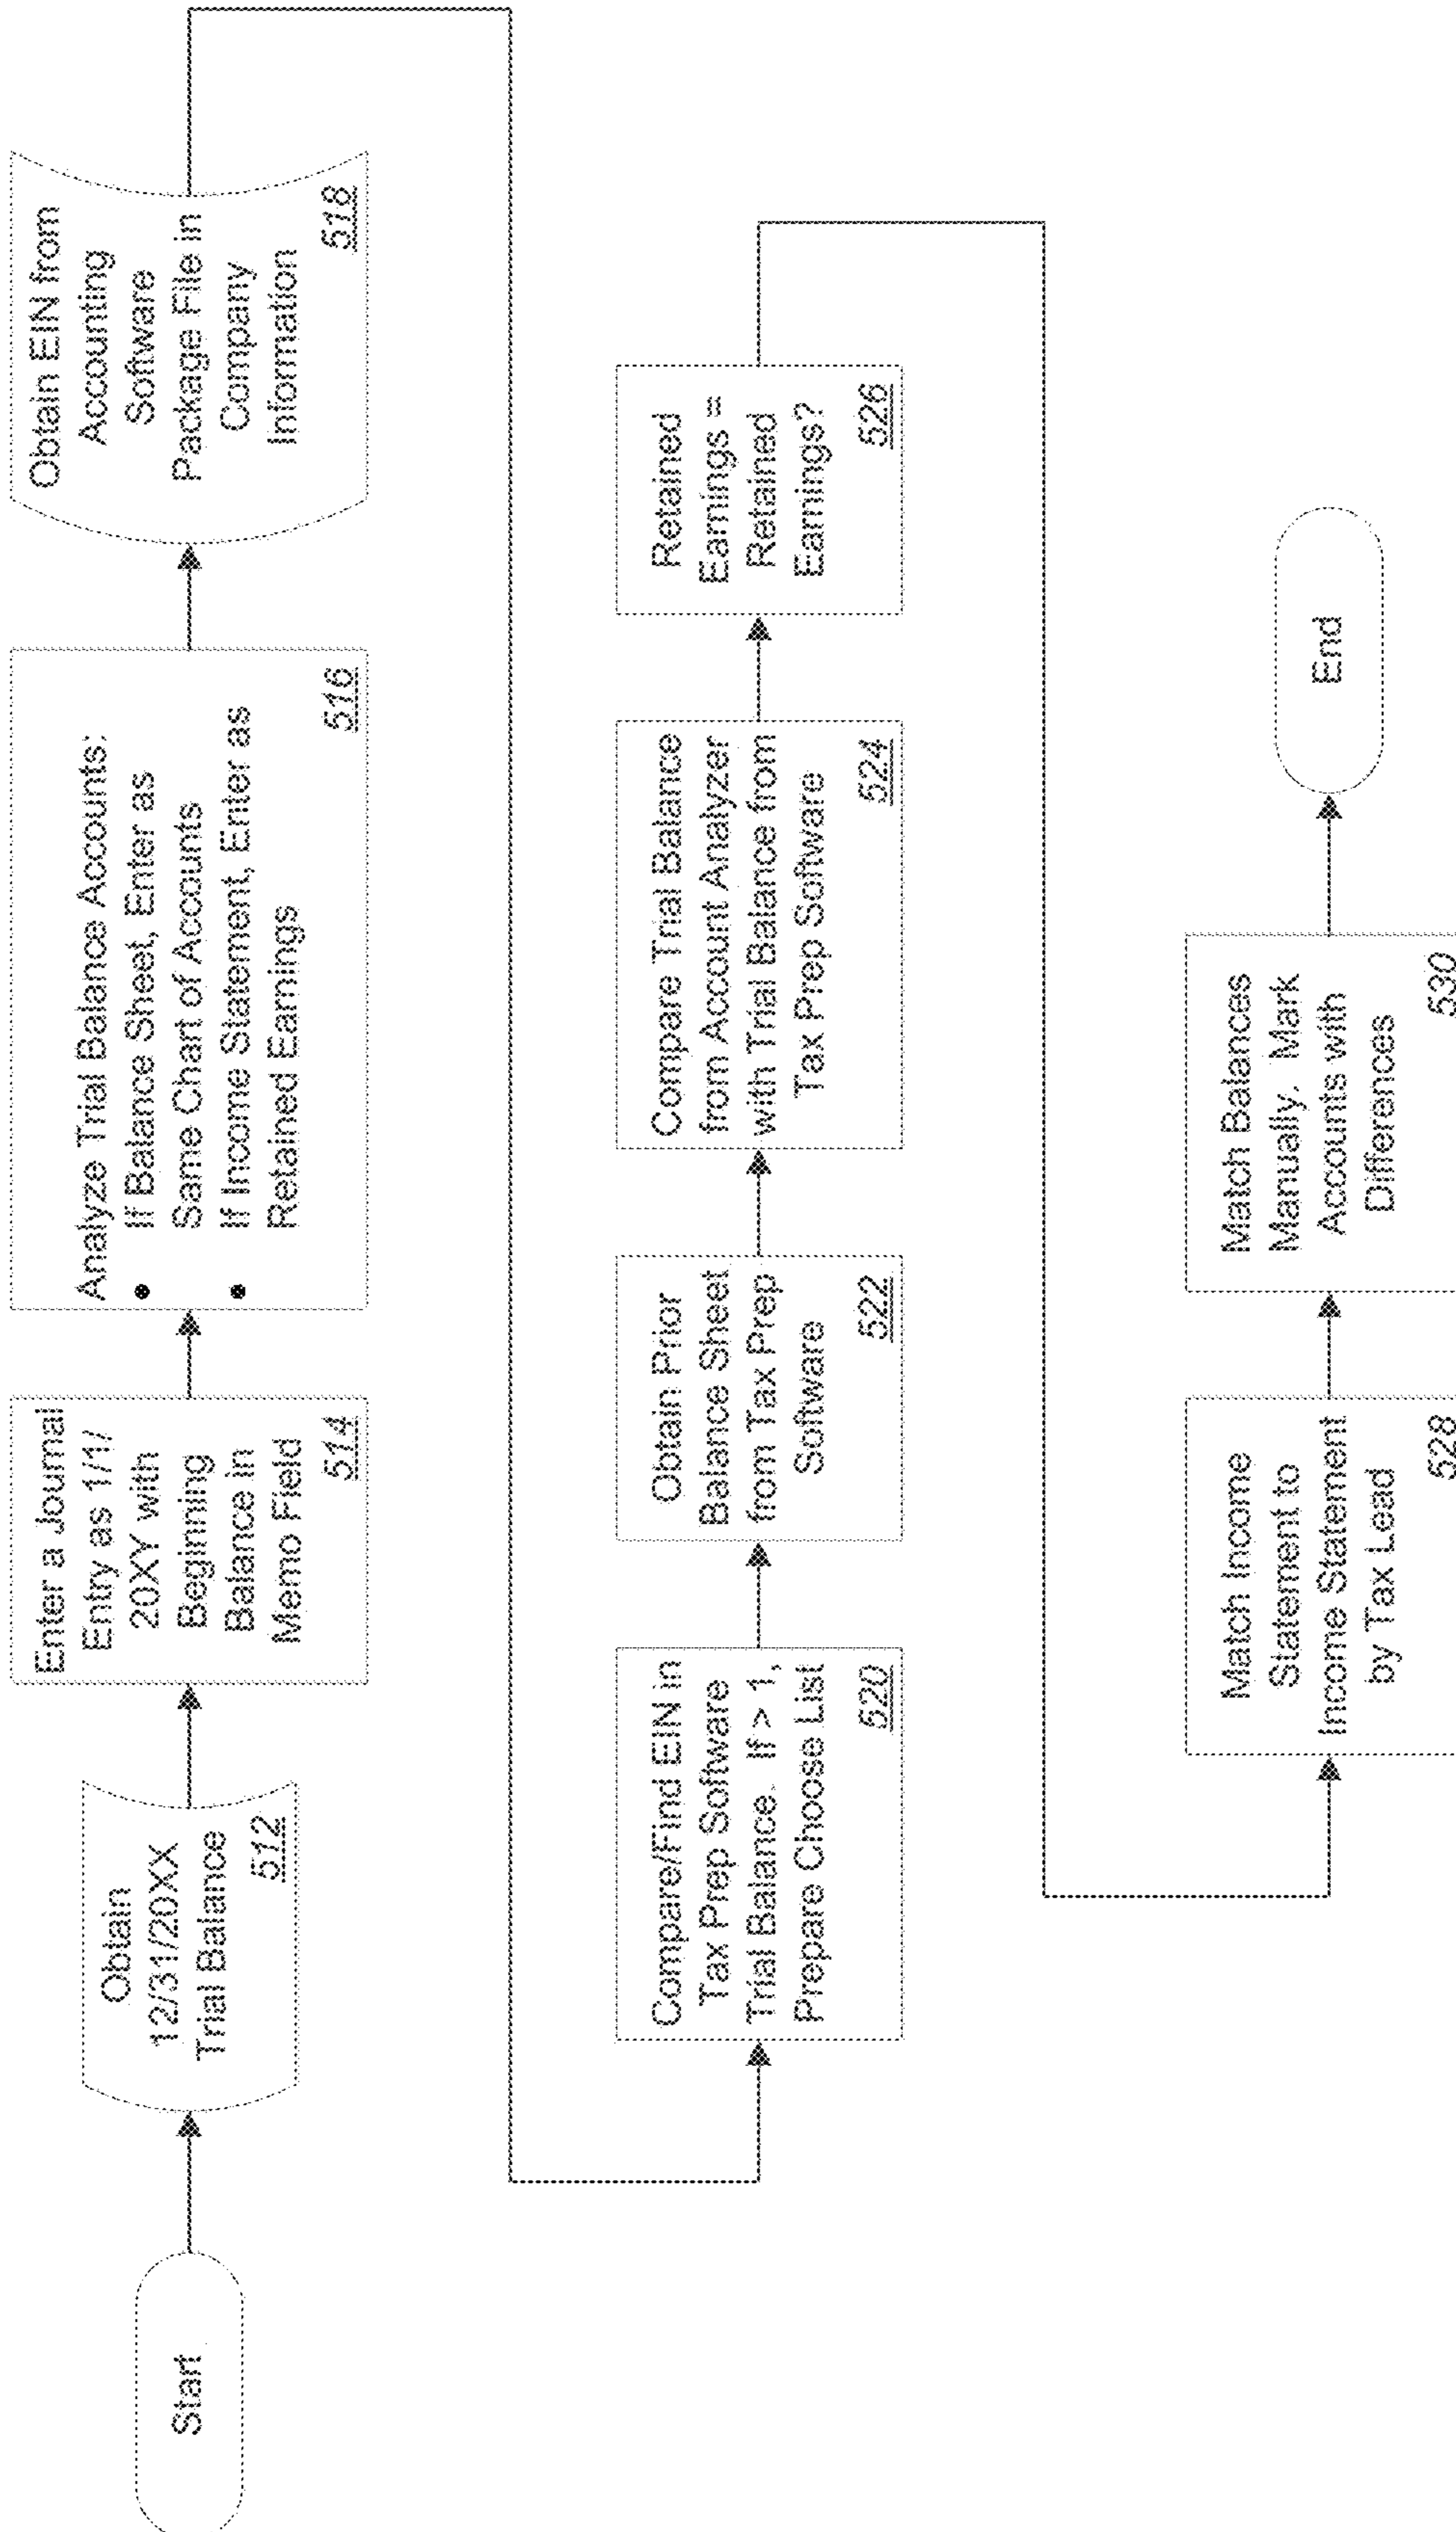 Start
Obtain
12/31/20XX
Trial Balance
512
Enter a Journal
Entry as 1/1/
20XY with
Beginning
Balance in
Memo Field
514
Analyze Trial Balance Accounts:
• If Balance Sheet, Enter as
Same Chart of Accounts
• If Income Statement, Enter as
Retained Earnings
516
Obtain EIN from
Accounting
Software
Package File in
Company
Information
518
Compare/Find EIN in
Tax Prep Software
Trial Balance. If > 1,
Prepare Choose List
520
Obtain Prior
Balance Sheet
from Tax Prep
Software
522
Compare Trial Balance
from Account Analyzer
with Trial Balance from
Tax Prep Software
524
Retained
Earnings =
Retained
Earnings?
526
Match Income
Statement to
Income Statement
by Tax Lead
528
Match Balances
Manually. Mark
Accounts with
Differences
530
End